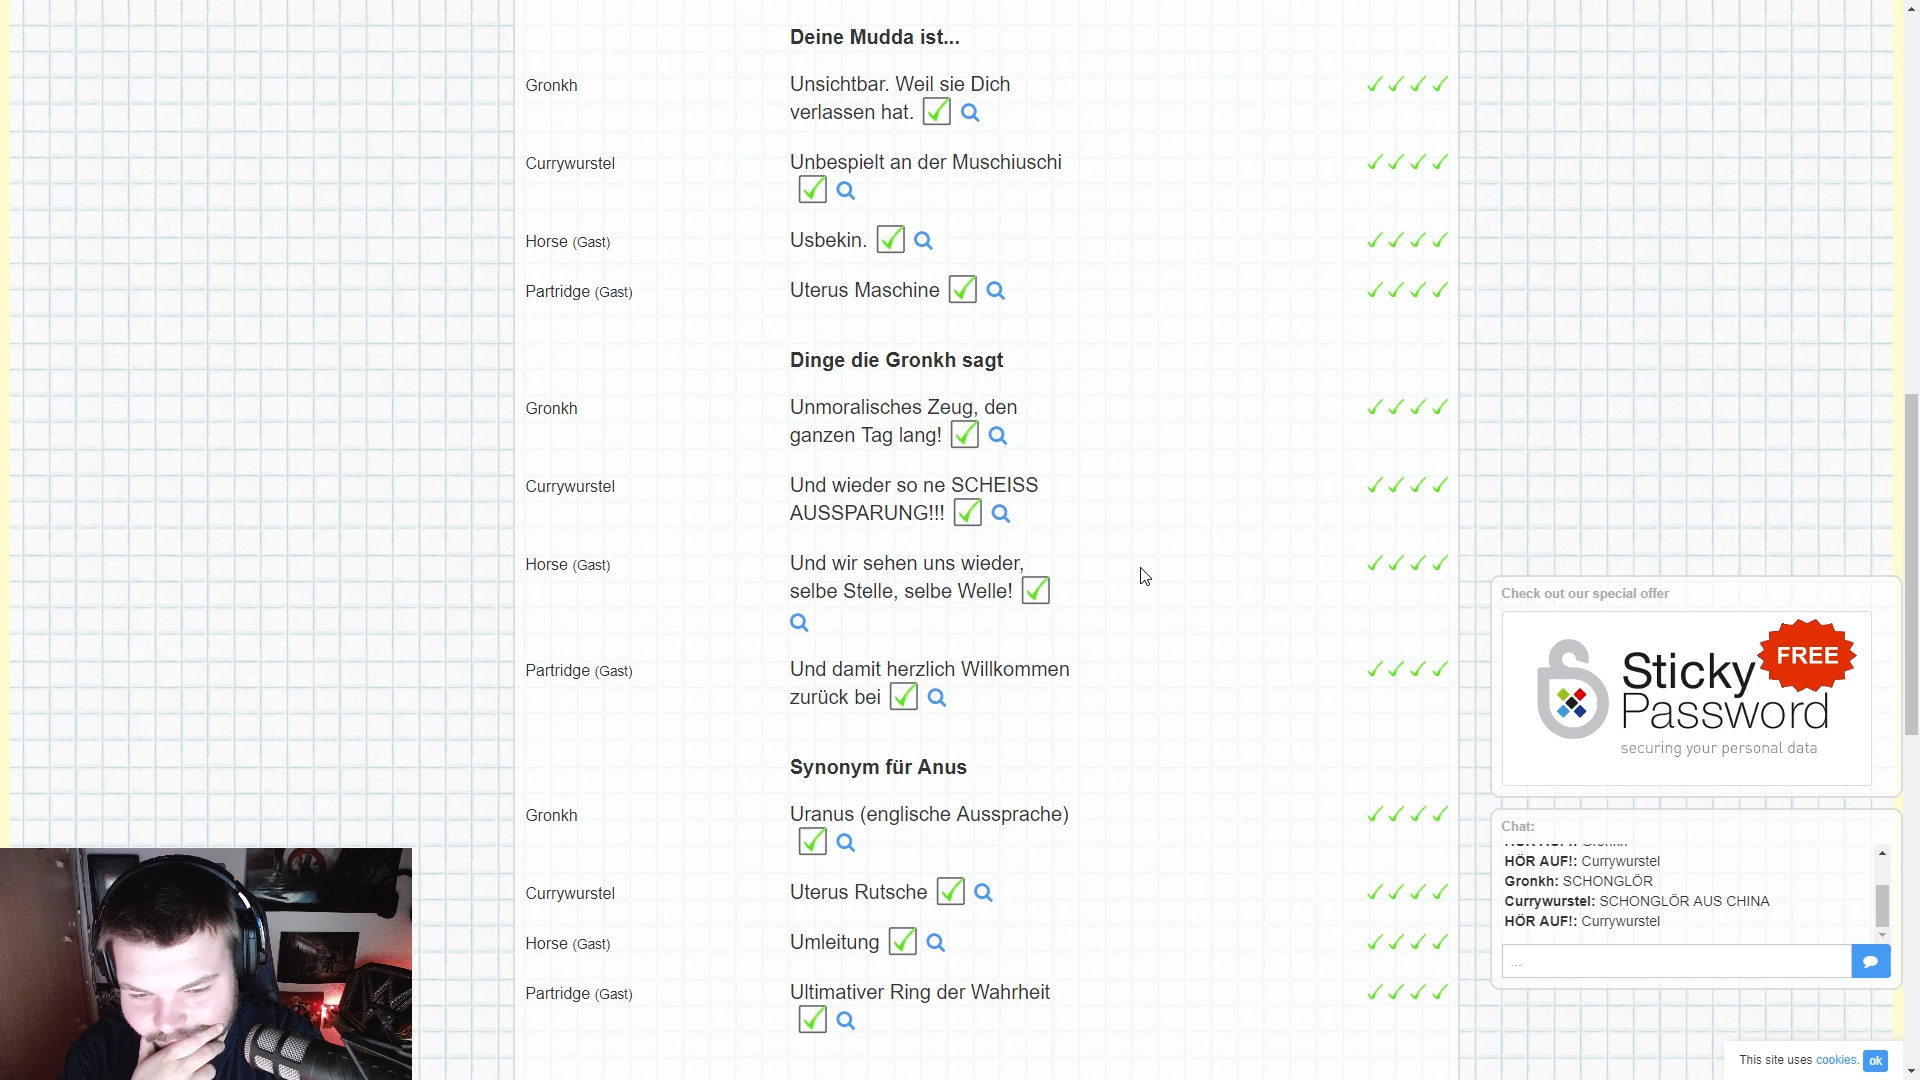 Deine Mudda ist...
Gronkh
Unsichtbar. Weil sie Dich
verlassen hat.
Currywurstel
Unbespielt an der Muschiuschi
Horse (Gast)
Usbekin.
Partridge (Gast)
Uterus Maschine
Dinge die Gronkh sagt
Gronkh
Unmoralisches Zeug, den
ganzen Tag lang!
Currywurstel
Und wieder so ne SCHEISS
AUSSPARUNG!!!
Horse (Gast)
Und wir sehen uns wieder,
selbe Stelle, selbe Welle!
Partridge (Gast)
Und damit herzlich Willkommen
zurück bei
Synonym für Anus
Gronkh
Uranus (englische Aussprache)
Currywurstel
Uterus Rutsche
Horse (Gast)
Umleitung
Partridge (Gast)
Ultimativer Ring der Wahrheit
Check out our special offer
FREE
Sticky
Password
securing your personal data
Chat:
HÖR AUF!: Gronkh
HÖR AUF!: Currywurstel
Gronkh: SCHONGLÖR
Currywurstel: SCHONGLÖR AUS CHINA
HÖR AUF!: Currywurstel
...
This site uses cookies. ok